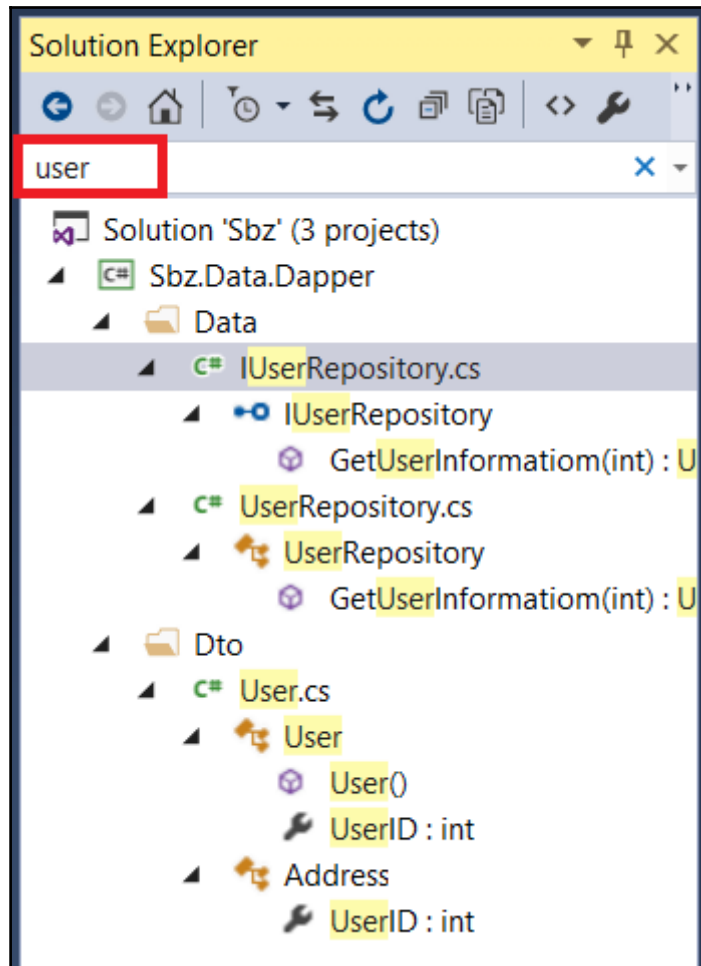 Solution Explorer
user
Solution 'Sbz' (3 projects)
C# Sbz.Data.Dapper
Data
C# IUserRepository.cs
IUserRepository
GetUserInformatiom(int) : U
C# UserRepository.cs
UserRepository
GetUserInformatiom(int) : U
Dto
C# User.cs
User
User()
UserID : int
Address
UserID : int